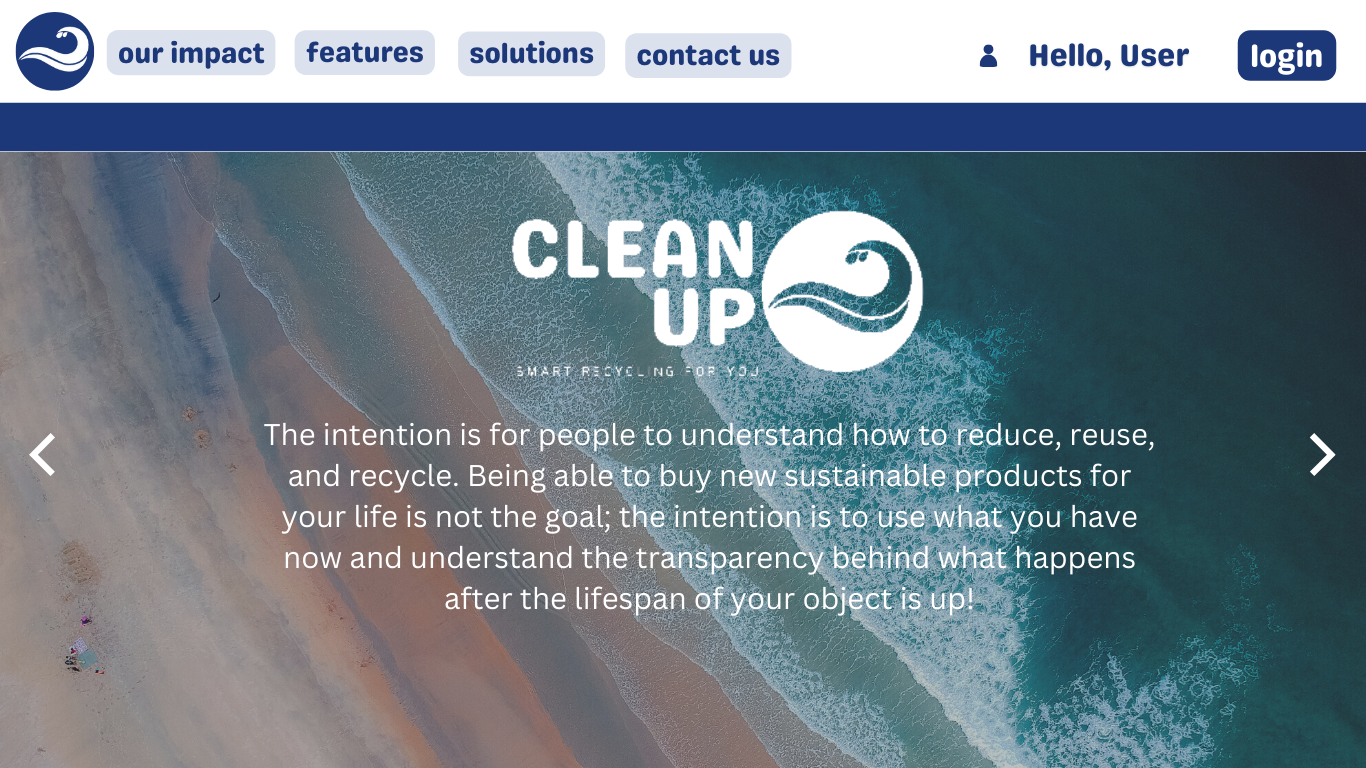 our impact
features
solutions
contact us
Hello, User
login
CLEAN
UP
SMART RECYCLING FOR YOU
The intention is for people to understand how to reduce, reuse,
and recycle. Being able to buy new sustainable products for
your life is not the goal; the intention is to use what you have
now and understand the transparency behind what happens
after the lifespan of your object is up!